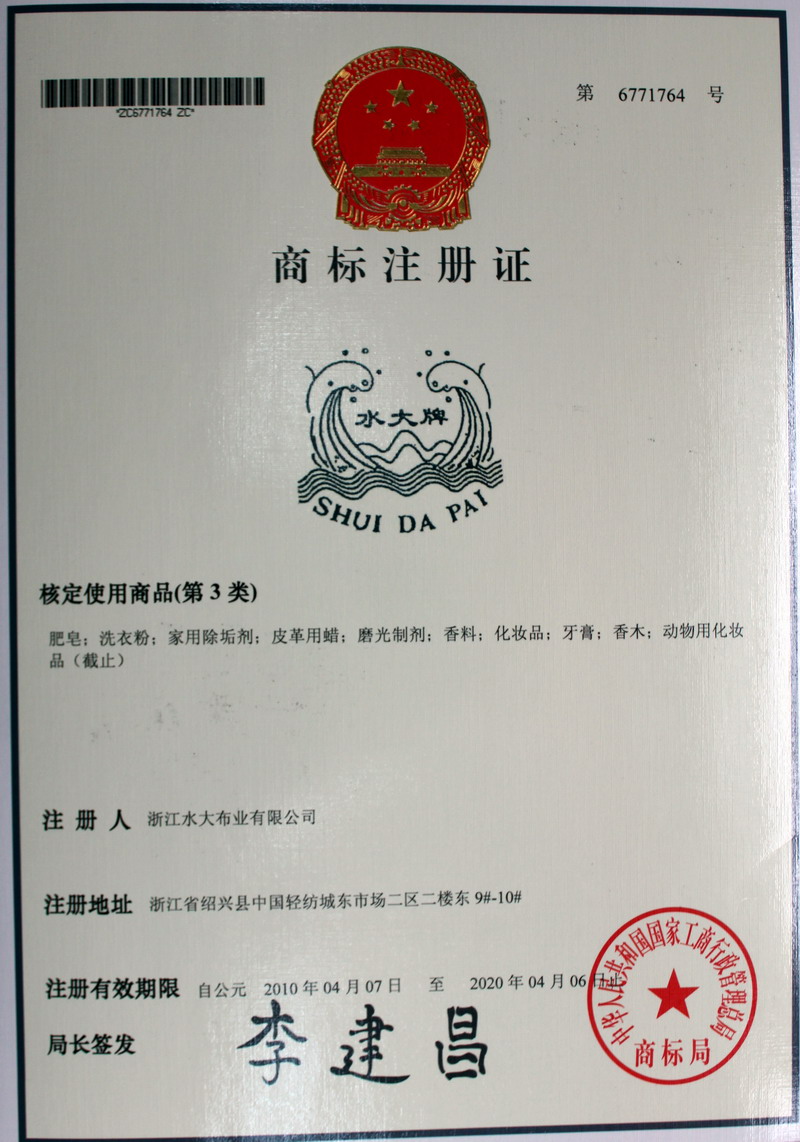 *ZC6771764 ZC*
第 6771764 号
商标注册证
水大牌
SHUI DA PAI
核定使用商品(第 3 类)
肥皂；洗衣粉；家用除垢剂；皮革用蜡；磨光制剂；香料；化妆品；牙膏；香木；动物用化妆
品（截止）
注 册 人 浙江水大布业有限公司
注册地址 浙江省绍兴县中国轻纺城东市场二区二楼东 9#-10#
注册有效期限 自公元 2010 年 04 月 07 日 至 2020 年 04 月 06 日止
局长签发 李建昌
中华人民共和国国家工商行政管理总局
商标局